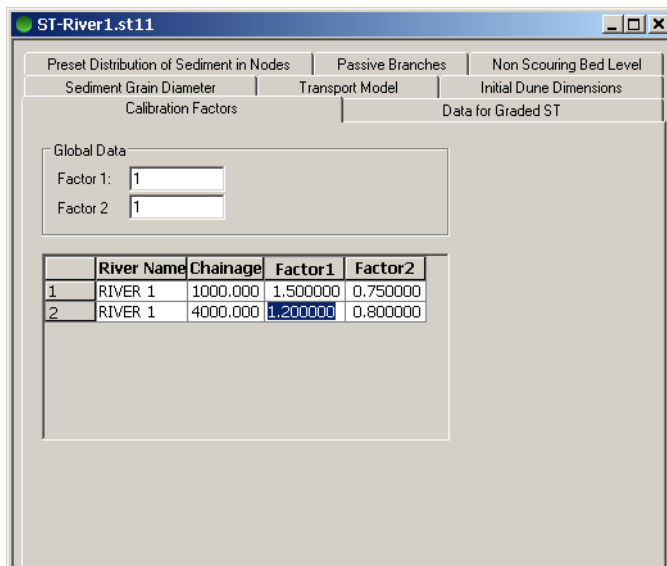 ST-River1.st11
Preset Distribution of Sediment in Nodes Passive Branches Non Scouring Bed Level
Sediment Grain Diameter Transport Model Initial Dune Dimensions
Calibration Factors Data for Graded ST
Global Data
Factor 1: 1
Factor 2 1
River Name Chainage Factor1 Factor2
1 RIVER 1 1000.000 1.500000 0.750000
2 RIVER 1 4000.000 1.200000 0.800000